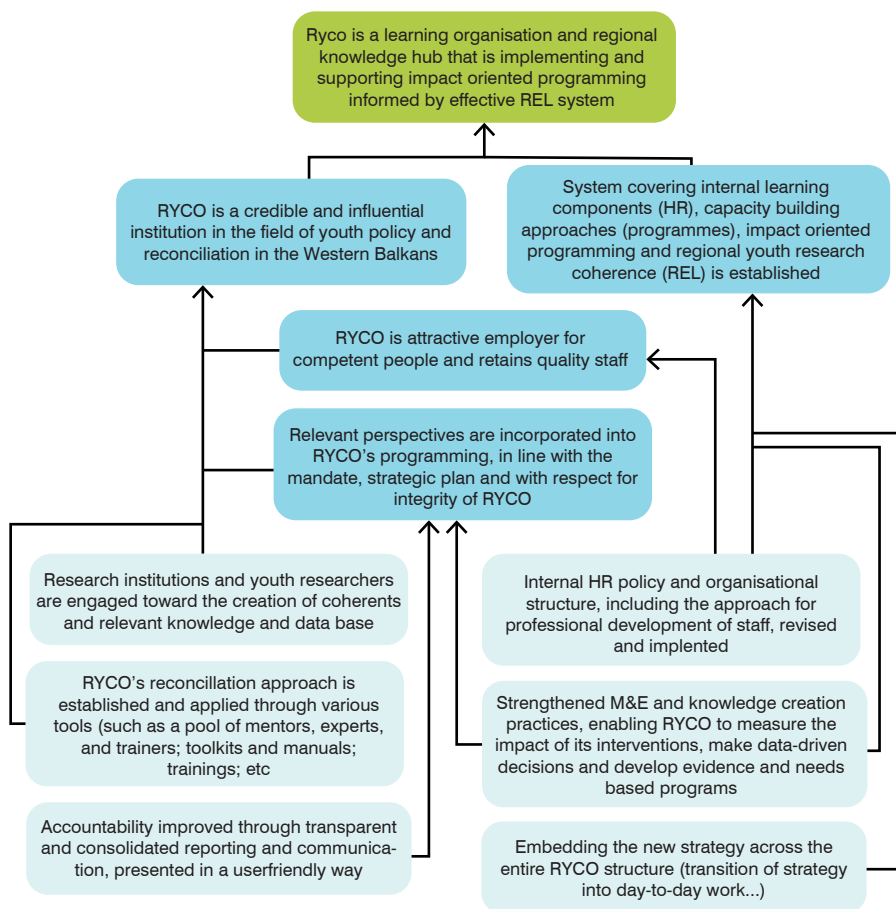 Ryco is a learning organisation and regional
knowledge hub that is implementing and
supporting impact oriented programming
informed by effective REL system
RYCO is a credible and influential
institution in the field of youth policy and
reconciliation in the Western Balkans
System covering internal learning
components (HR), capacity building
approaches (programmes), impact oriented
programming and regional youth research
coherence (REL) is established
RYCO is attractive employer for
competent people and retains quality staff
Relevant perspectives are incorporated into
RYCO’s programming, in line with the
mandate, strategic plan and with respect for
integrity of RYCO
Research institutions and youth researchers
are engaged toward the creation of coherents
and relevant knowledge and data base
Internal HR policy and organisational
structure, including the approach for
professional development of staff, revised
and implented
RYCO’s reconcillation approach is
established and applied through various
tools (such as a pool of mentors, experts,
and trainers; toolkits and manuals;
trainings; etc
Strengthened M&E and knowledge creation
practices, enabling RYCO to measure the
impact of its interventions, make data-driven
decisions and develop evidence and needs
based programs
Accountability improved through transparent
and consolidated reporting and communica-
tion, presented in a userfriendly way
Embedding the new strategy across the
entire RYCO structure (transition of strategy
into day-to-day work...)